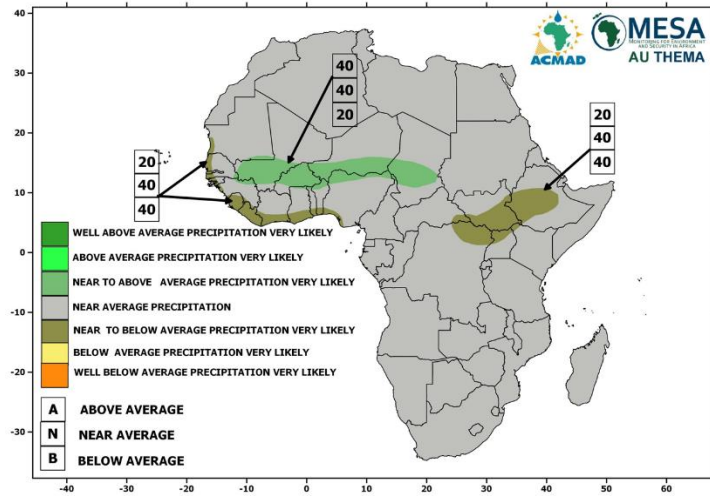 ACMAD
MESA
MONITORING FOR ENVIRONMENT
AND SECURITY IN AFRICA
AU THEMA
40
40
20
20
40
40
20
40
40
WELL ABOVE AVERAGE PRECIPITATION VERY LIKELY
ABOVE AVERAGE PRECIPITATION VERY LIKELY
NEAR TO ABOVE AVERAGE PRECIPITATION VERY LIKELY
NEAR AVERAGE PRECIPITATION
NEAR TO BELOW AVERAGE PRECIPITATION VERY LIKELY
BELOW AVERAGE PRECIPITATION VERY LIKELY
WELL BELOW AVERAGE PRECIPITATION VERY LIKELY
A ABOVE AVERAGE
N NEAR AVERAGE
B BELOW AVERAGE
40
30
20
10
0
-10
-20
-30
-40 -30 -20 -10 0 10 20 30 40 50 60